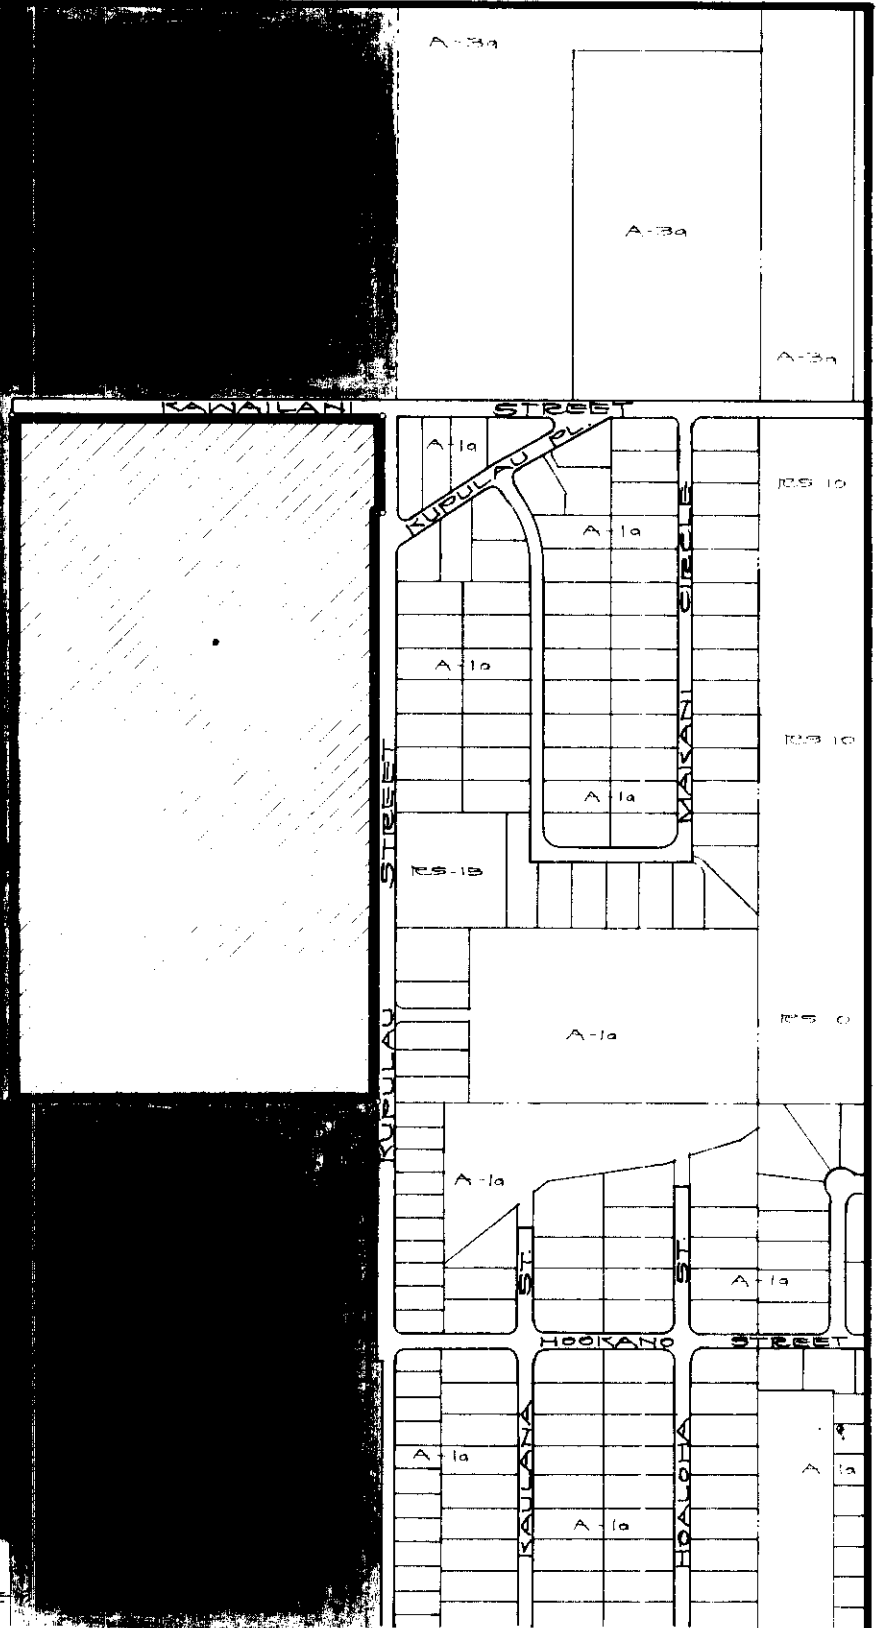 A-3a
A-3a
A-3a
KAWAILANI STREET
A-1a
KUPULAU PL.
RS-10
A-1a
MAKANI CIRCLE
A-1a
RS-10
A-1a
RS-15
KUPULAU STREET
A-1a
RS-10
A-1a
ST.
ST.
A-1a
HOOKANO STREET
KAULANA
HOALOHA
A-1a
A-1a
A-1a